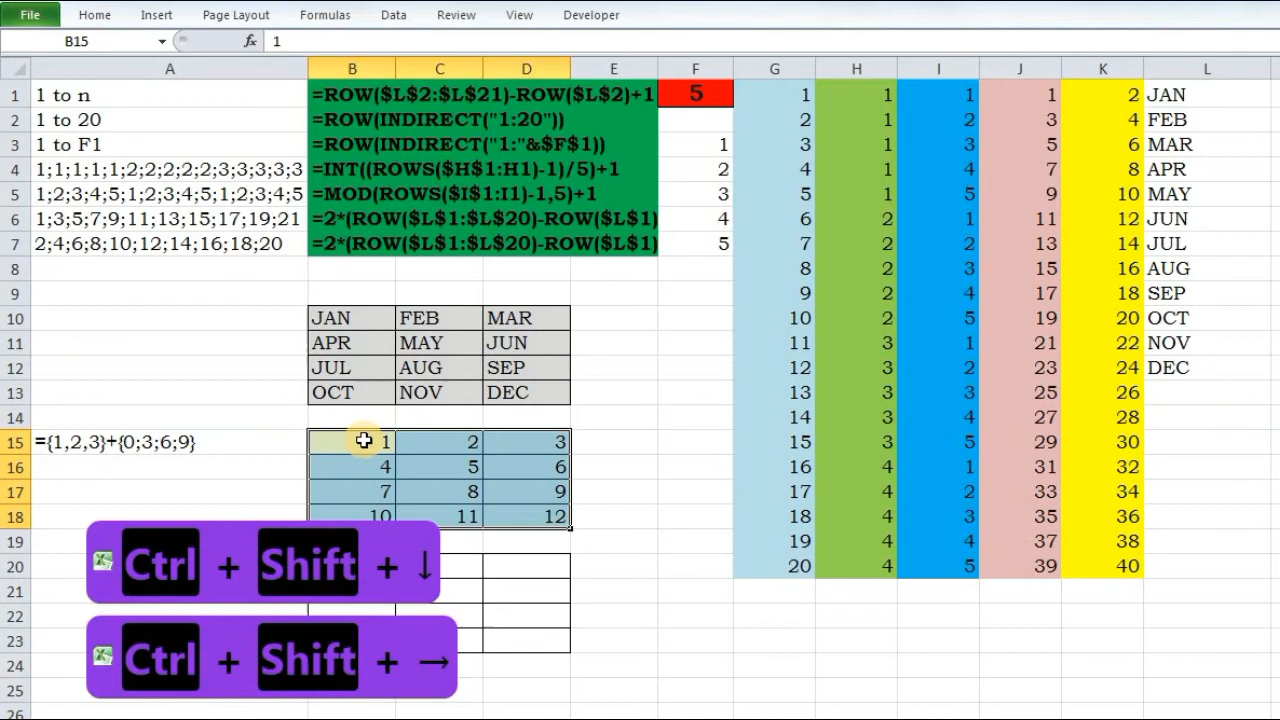 File Home Insert Page Layout Formulas Data Review View Developer
B15 fx 1
A B C D E F G H I J K L
1 1 to n =ROW($L$2:$L$21)-ROW($L$2)+1 5 1 1 1 1 2 JAN
2 1 to 20 =ROW(INDIRECT("1:20")) 2 1 2 3 4 FEB
3 1 to F1 =ROW(INDIRECT("1:"&$F$1)) 1 3 1 3 5 6 MAR
4 1;1;1;1;1;2;2;2;2;2;3;3;3;3;3 =INT((ROWS($H$1:H1)-1)/5)+1 2 4 1 4 7 8 APR
5 1;2;3;4;5;1;2;3;4;5;1;2;3;4;5 =MOD(ROWS($I$1:I1)-1,5)+1 3 5 1 5 9 10 MAY
6 1;3;5;7;9;11;13;15;17;19;21 =2*(ROW($L$1:$L$20)-ROW($L$1) 4 6 2 1 11 12 JUN
7 2;4;6;8;10;12;14;16;18;20 =2*(ROW($L$1:$L$20)-ROW($L$1) 5 7 2 2 13 14 JUL
8 8 2 3 15 16 AUG
9 9 2 4 17 18 SEP
10 JAN FEB MAR 10 2 5 19 20 OCT
11 APR MAY JUN 11 3 1 21 22 NOV
12 JUL AUG SEP 12 3 2 23 24 DEC
13 OCT NOV DEC 13 3 3 25 26
14 14 3 4 27 28
15 ={1,2,3}+{0;3;6;9} 1 2 3 15 3 5 29 30
16 4 5 6 16 4 1 31 32
17 7 8 9 17 4 2 33 34
18 10 11 12 18 4 3 35 36
19 19 4 4 37 38
20 20 4 5 39 40
21
22
23
24
25
26
Ctrl + Shift + ↓
Ctrl + Shift + →